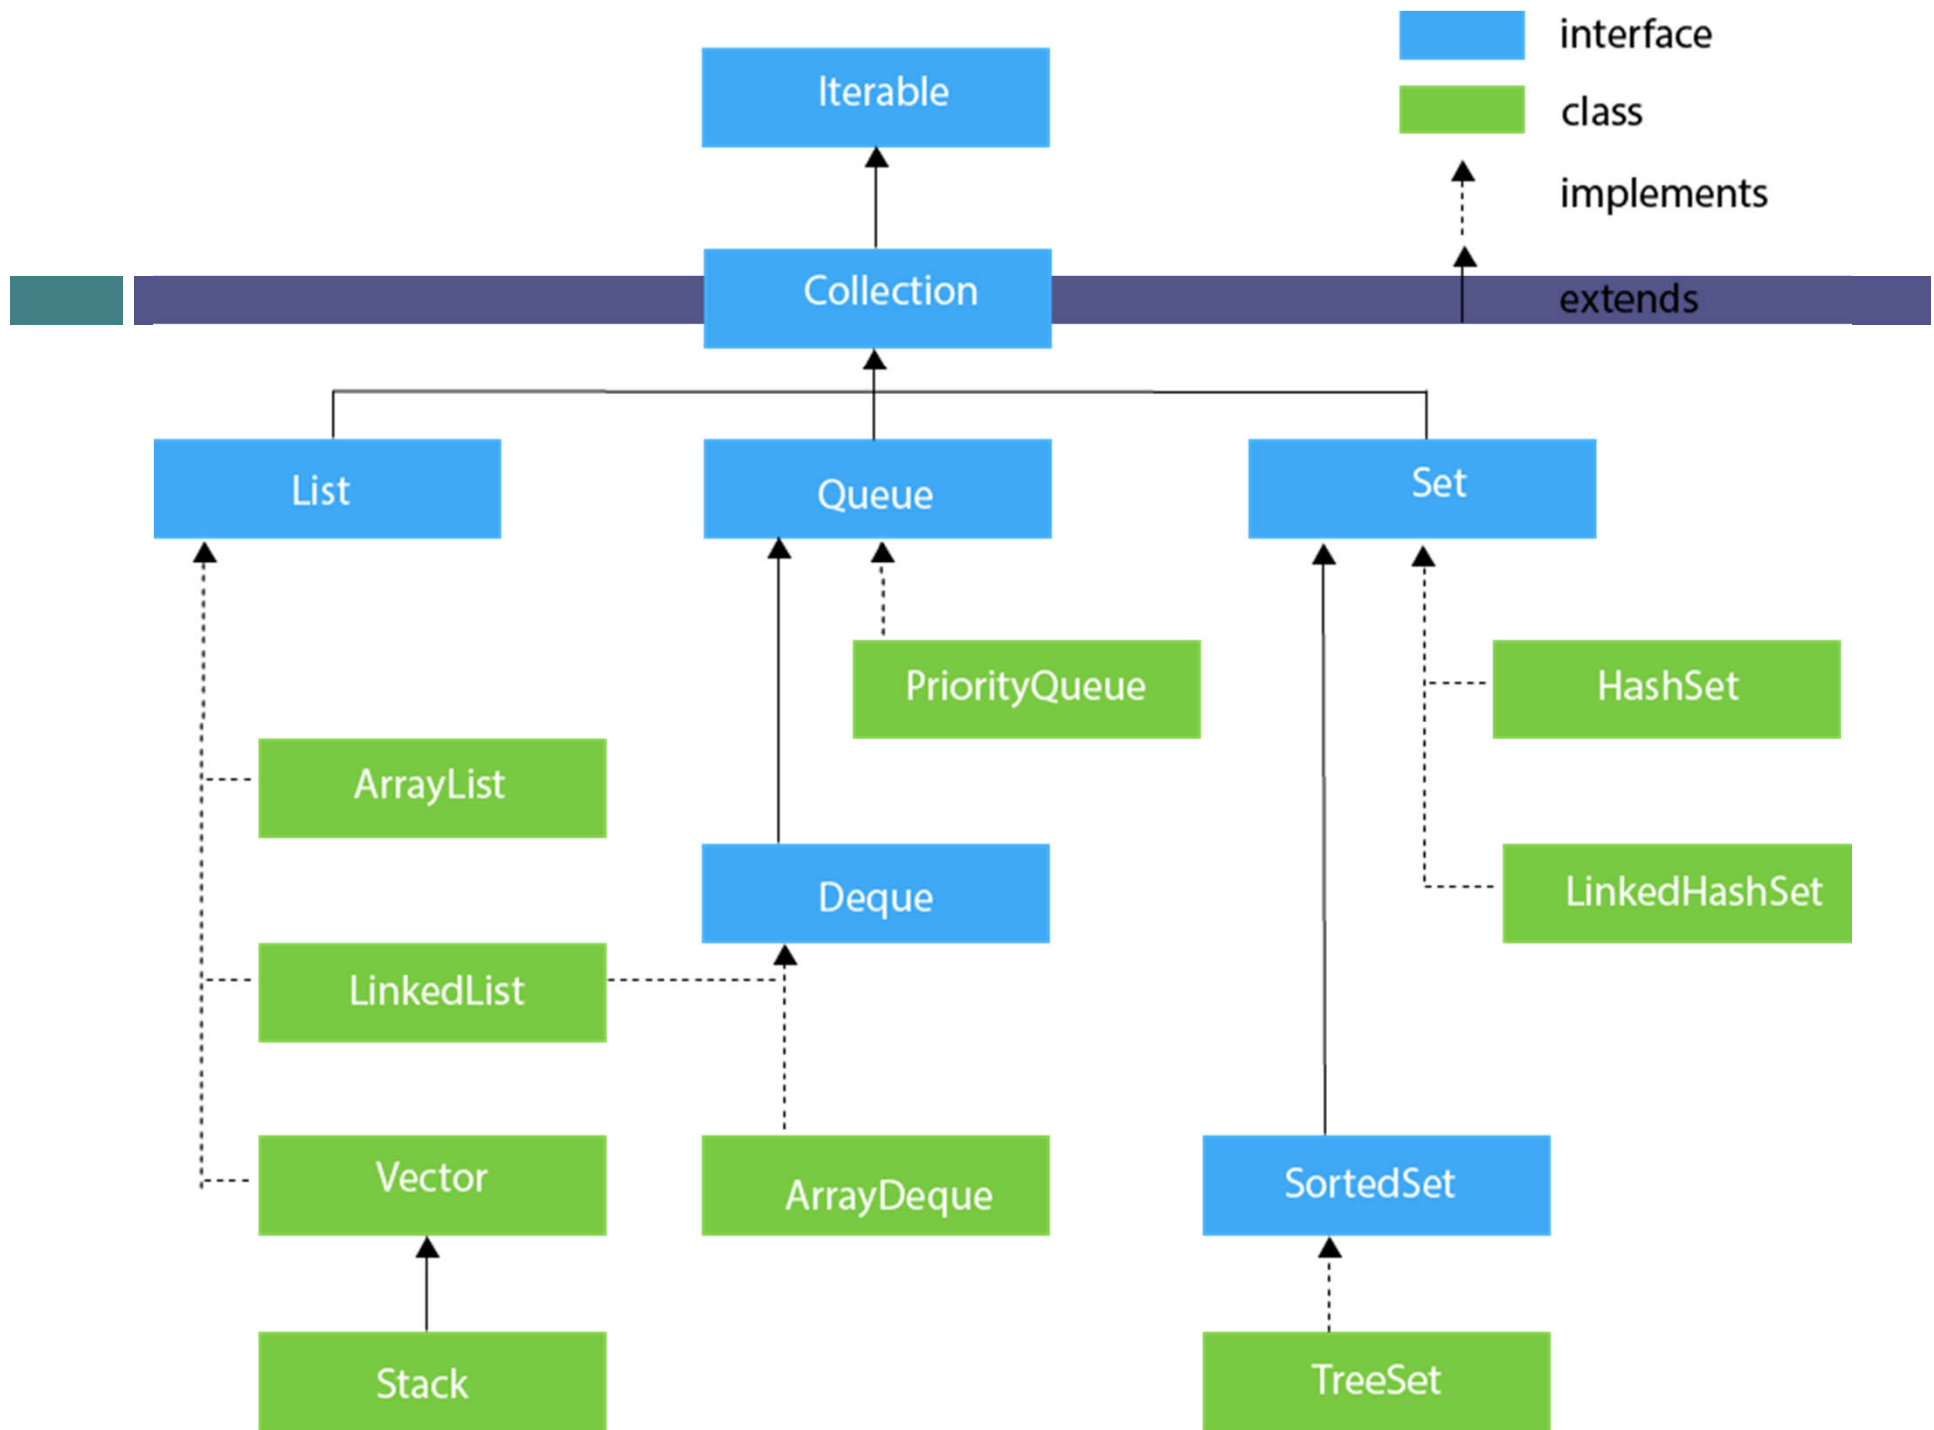 interface
Iterable
class
implements
Collection
extends
List
Queue
Set
PriorityQueue
HashSet
ArrayList
Deque
LinkedHashSet
LinkedList
Vector
ArrayDeque
SortedSet
Stack
TreeSet